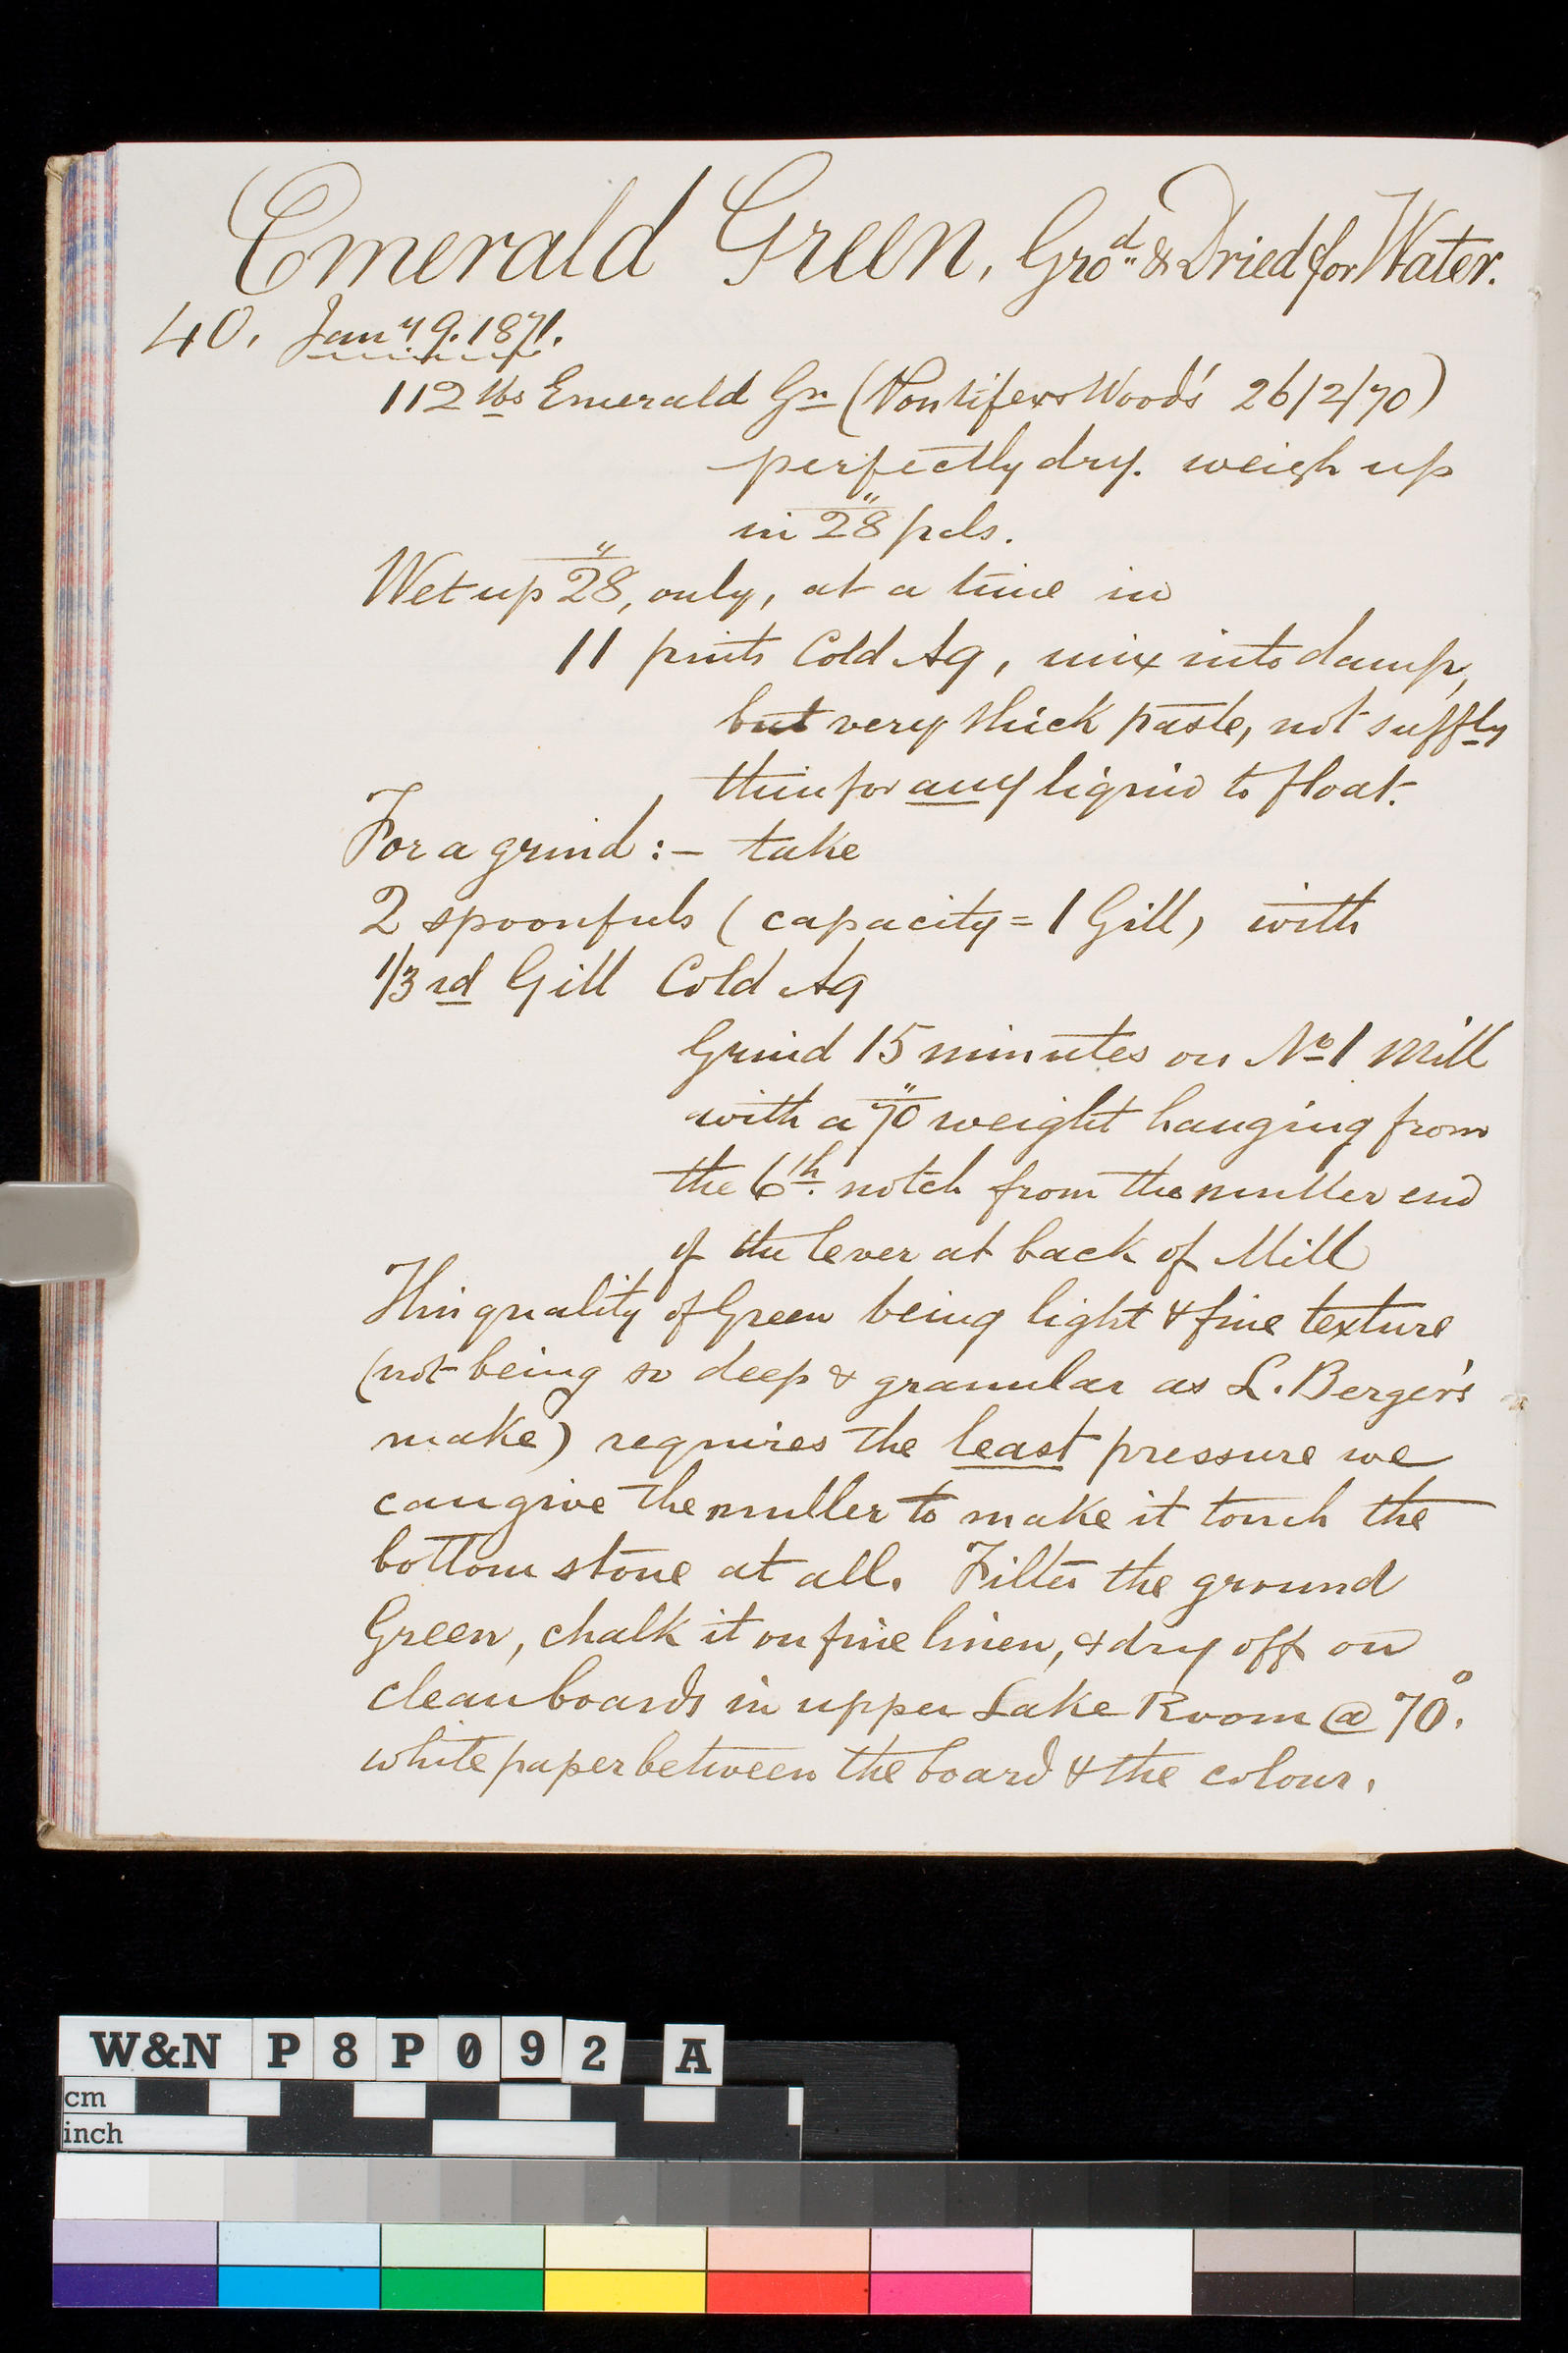 Emerald Green, Gro.d & Dried for Water.
40. Jany 9. 1871.
112 lbs Emerald Gn (Pontifex & Wood's 26/2/70)
perfectly dry. weigh up
in 28" pcls.
Wet up 28", only, at a time in
11 pints Cold Aq, mix into damp,
but very thick paste, not suffly
thin for any liquid to float.
For a grind :- take
2 spoonfuls (capacity = 1 Gill) with
1/3rd Gill Cold Aq
Grind 15 minutes on No 1 Mill
with a 70" weight hanging from
the 6th notch from the muller end
of the lever at back of Mill
This quality of Green being light & fine texture
(not being so deep & granular as L. Berger's
make) requires the least pressure we
can give the muller to make it touch the
bottom stone at all. Filter the ground
Green, chalk it on fine linen, & dry off on
clean boards in upper Lake Room @ 70°.
white paper between the board & the colour.
W&N P8P092 A
cm
inch